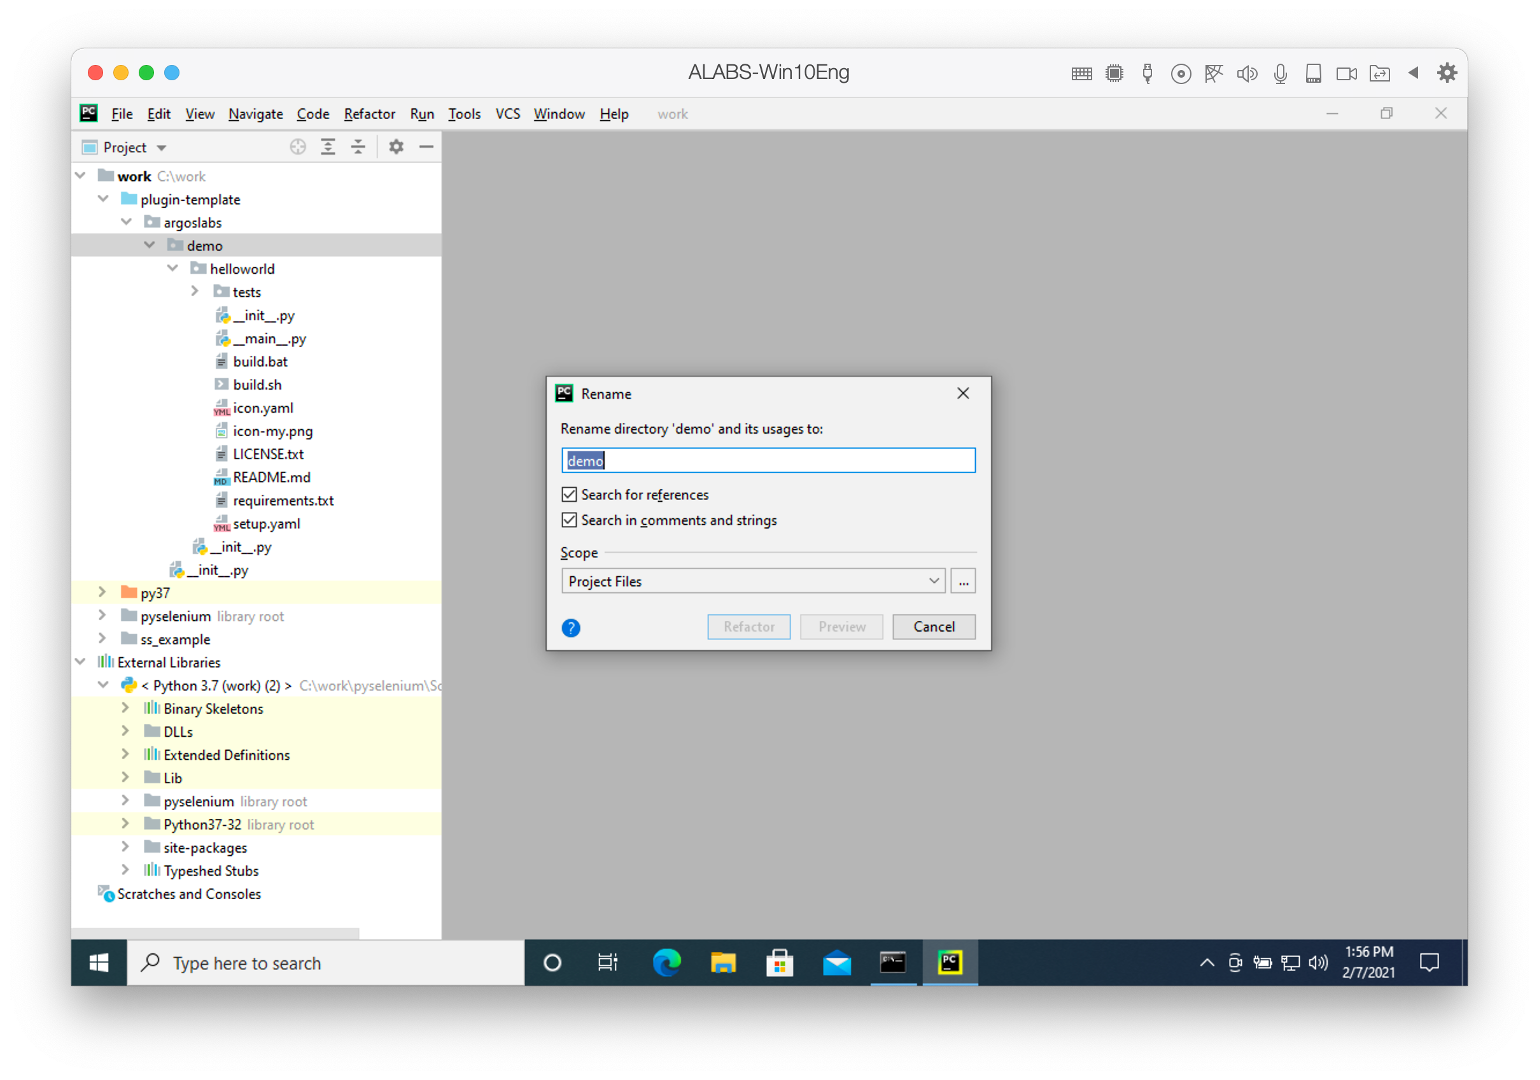 ALABS-Win10Eng
PC File Edit View Navigate Code Refactor Run Tools VCS Window Help work
Project
work C:\work
plugin-template
argoslabs
demo
helloworld
tests
__init__.py
__main__.py
build.bat
build.sh
YML icon.yaml
icon-my.png
LICENSE.txt
MD README.md
requirements.txt
YML setup.yaml
__init__.py
__init__.py
py37
pyselenium library root
ss_example
External Libraries
< Python 3.7 (work) (2) > C:\work\pyselenium\Sc
Binary Skeletons
DLLs
Extended Definitions
Lib
pyselenium library root
Python37-32 library root
site-packages
Typeshed Stubs
Scratches and Consoles
PC Rename
Rename directory 'demo' and its usages to:
demo
Search for references
Search in comments and strings
Scope
Project Files
...
? Refactor Preview Cancel
Type here to search
PC
1:56 PM
2/7/2021